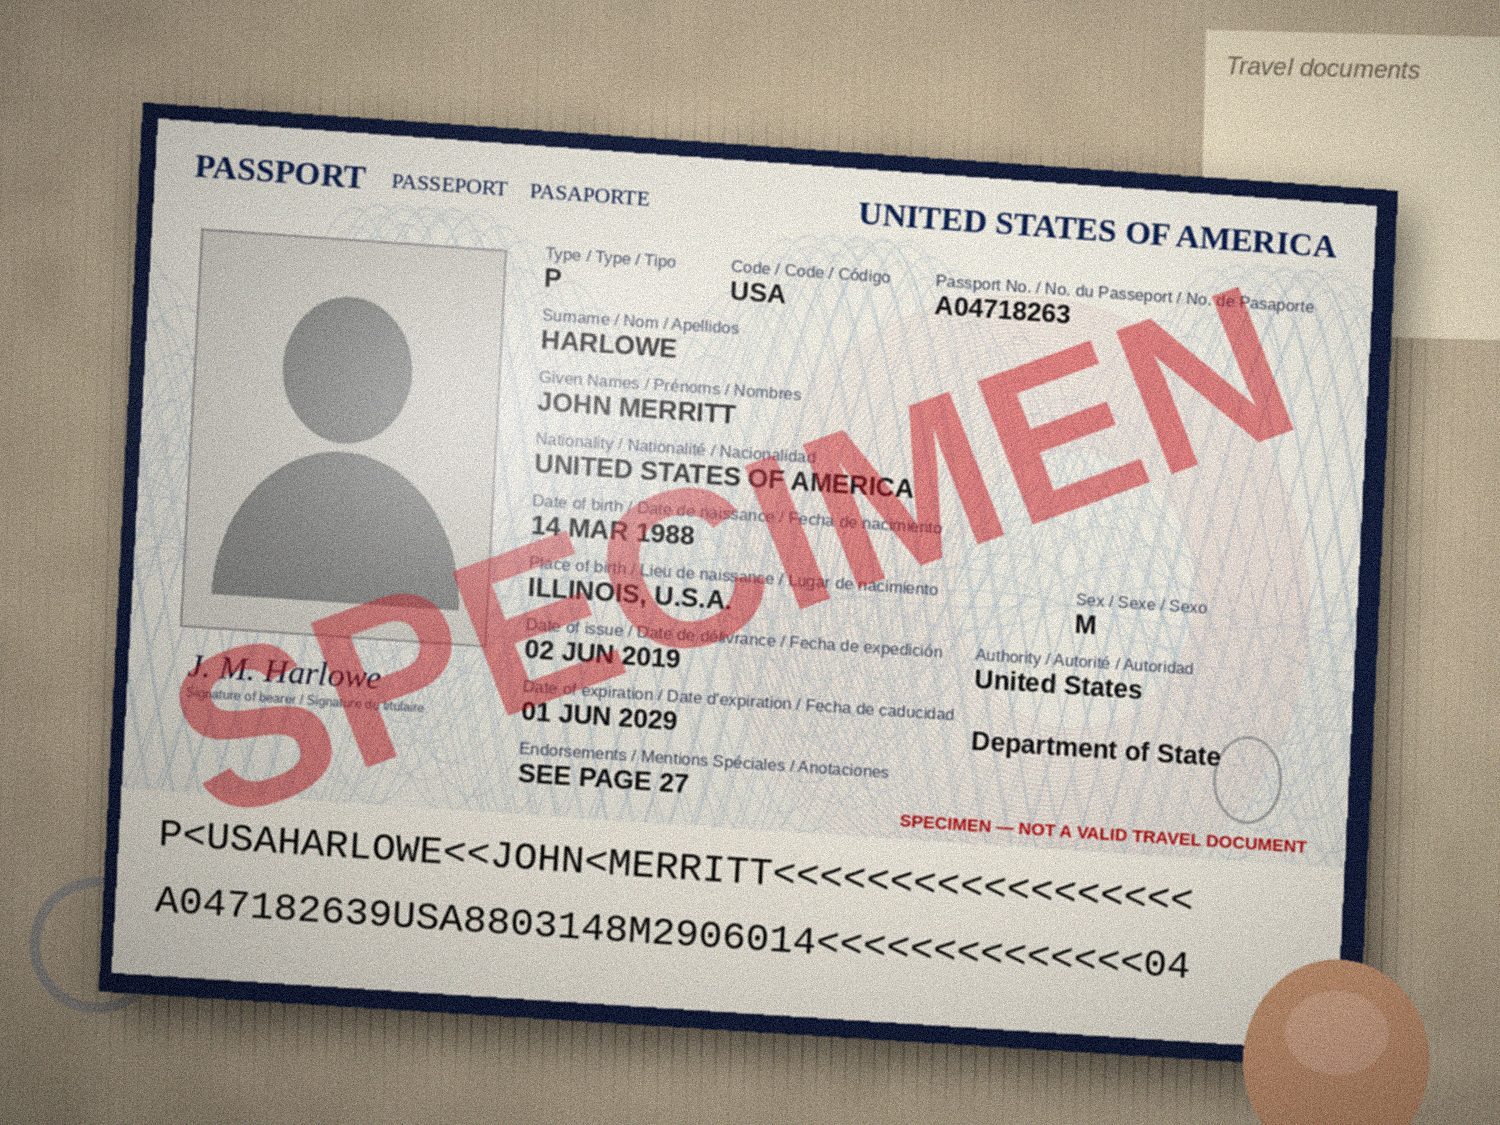 Travel documents
PASSPORT PASSEPORT PASAPORTE
UNITED STATES OF AMERICA
Type / Type / Tipo
P
Code / Code / Código
USA
Passport No. / No. du Passeport / No. de Pasaporte
A04718263
Surname / Nom / Apellidos
HARLOWE
Given Names / Prénoms / Nombres
JOHN MERRITT
Nationality / Nationalité / Nacionalidad
UNITED STATES OF AMERICA
Date of birth / Date de naissance / Fecha de nacimiento
14 MAR 1988
Place of birth / Lieu de naissance / Lugar de nacimiento
ILLINOIS, U.S.A.
Sex / Sexe / Sexo
M
Date of issue / Date de délivrance / Fecha de expedición
02 JUN 2019
Authority / Autorité / Autoridad
United States
Department of State
Date of expiration / Date d'expiration / Fecha de caducidad
01 JUN 2029
Endorsements / Mentions Spéciales / Anotaciones
SEE PAGE 27
J. M. Harlowe
Signature of bearer / Signature du titulaire
SPECIMEN
SPECIMEN — NOT A VALID TRAVEL DOCUMENT
P<USAHARLOWE<<JOHN<MERRITT<<<<<<<<<<<<<<<<<<
A047182639USA8803148M2906014<<<<<<<<<<<<<<04